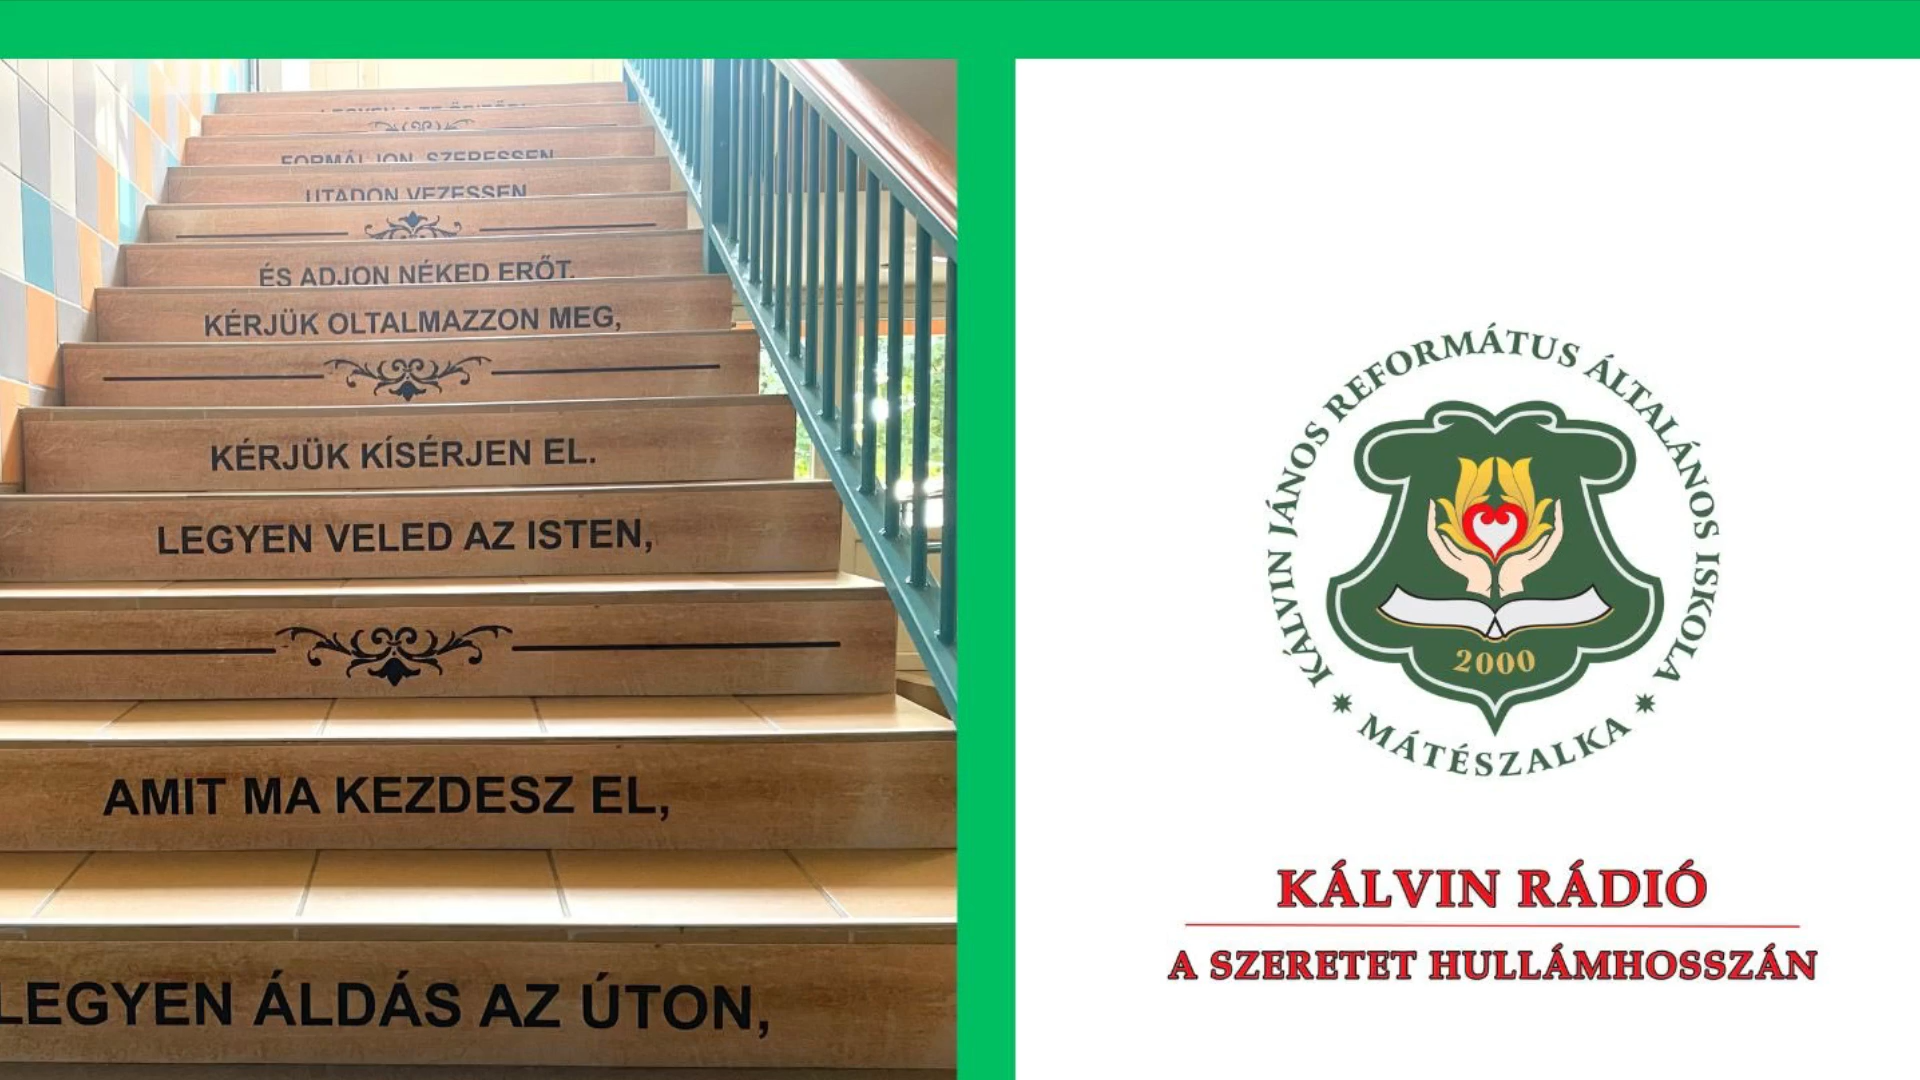 FORMÁLJON, SZERESSEN
UTADON VEZESSEN
ÉS ADJON NÉKED ERŐT.
KÉRJÜK OLTALMAZZON MEG,
KÉRJÜK KÍSÉRJEN EL.
LEGYEN VELED AZ ISTEN,
AMIT MA KEZDESZ EL,
LEGYEN ÁLDÁS AZ ÚTON,
KÁLVIN JÁNOS REFORMÁTUS ÁLTALÁNOS ISKOLA
MÁTÉSZALKA
2000
KÁLVIN RÁDIÓ
A SZERETET HULLÁMHOSSZÁN